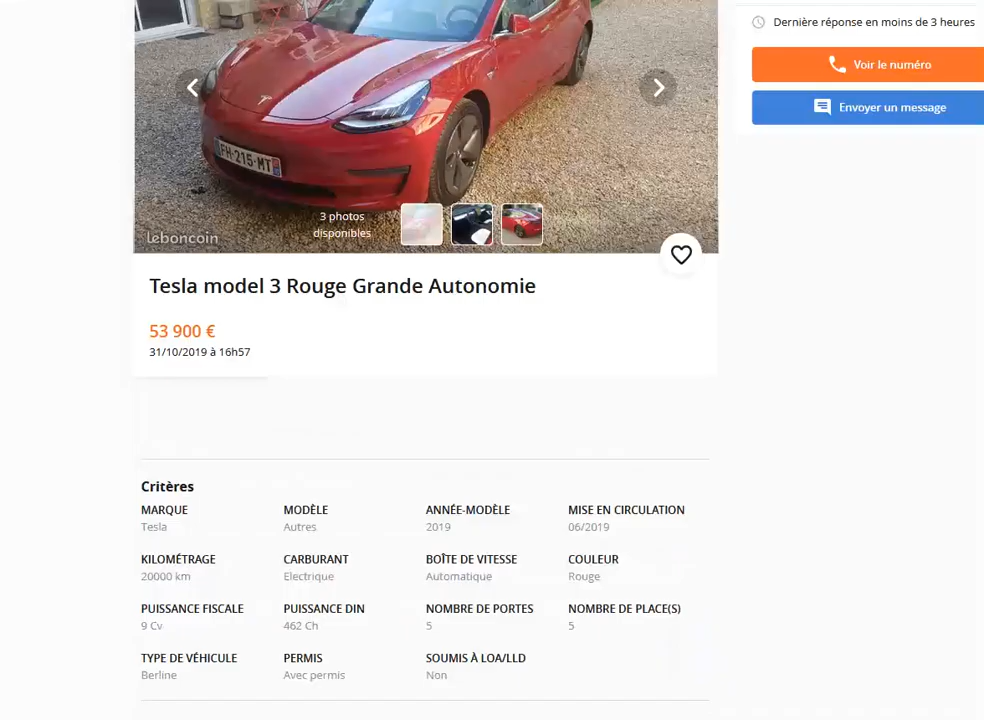 Dernière réponse en moins de 3 heures
Voir le numéro
Envoyer un message
FH-215-MT
3 photos
disponibles
leboncoin
Tesla model 3 Rouge Grande Autonomie
53 900 €
31/10/2019 à 16h57
Critères
MARQUE MODÈLE ANNÉE-MODÈLE MISE EN CIRCULATION
Tesla Autres 2019 06/2019
KILOMÉTRAGE CARBURANT BOÎTE DE VITESSE COULEUR
20000 km Electrique Automatique Rouge
PUISSANCE FISCALE PUISSANCE DIN NOMBRE DE PORTES NOMBRE DE PLACE(S)
9 Cv 462 Ch 5 5
TYPE DE VÉHICULE PERMIS SOUMIS À LOA/LLD
Berline Avec permis Non